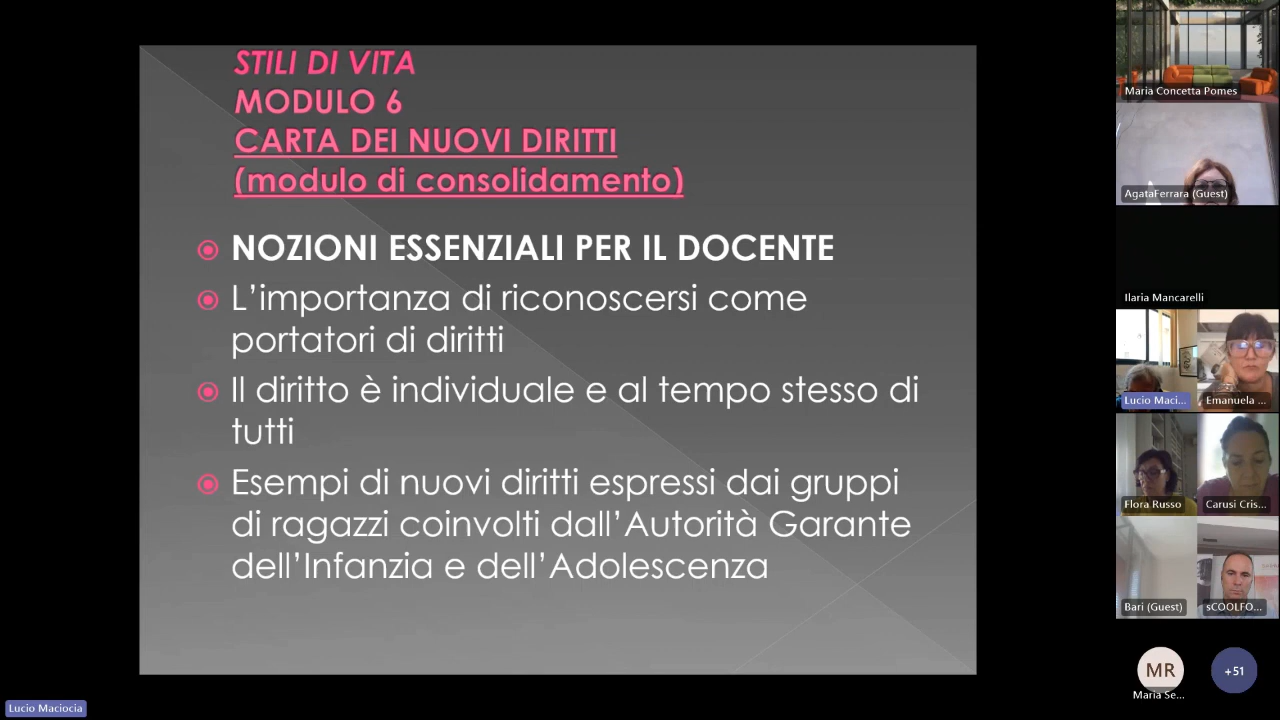 STILI DI VITA
MODULO 6
CARTA DEI NUOVI DIRITTI
(modulo di consolidamento)
NOZIONI ESSENZIALI PER IL DOCENTE
L’importanza di riconoscersi come
portatori di diritti
Il diritto è individuale e al tempo stesso di
tutti
Esempi di nuovi diritti espressi dai gruppi
di ragazzi coinvolti dall’Autorità Garante
dell’Infanzia e dell’Adolescenza
Lucio Maciocia
Maria Concetta Pomes
AgataFerrara (Guest)
Ilaria Mancarelli
Lucio Maci...
Emanuela ...
Flora Russo
Carusi Cris...
Bari (Guest)
sCOOLFO...
MR
Maria Se...
+51